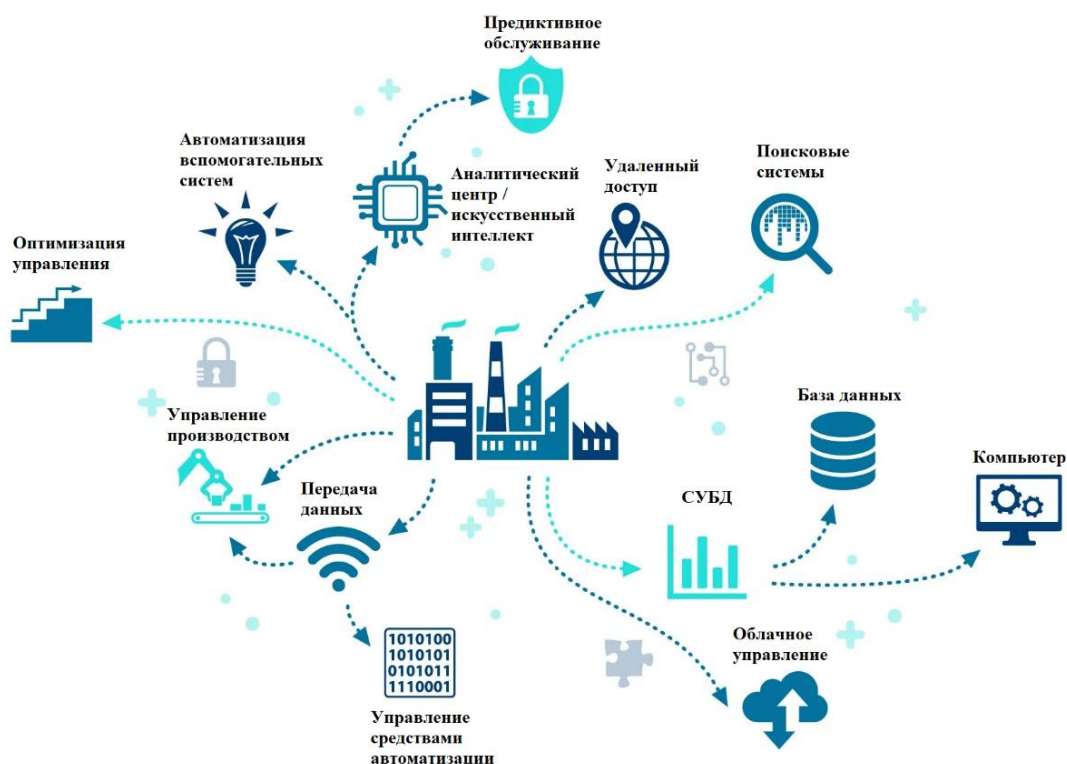 Предиктивное
обслуживание
Автоматизация
вспомогательных
систем
Аналитический
центр /
искусственный
интеллект
Удаленный
доступ
Поисковые
системы
Оптимизация
управления
Управление
производством
База данных
Компьютер
Передача
данных
СУБД
1010100
1010101
0101011
1110001
Облачное
управление
Управление
средствами
автоматизации